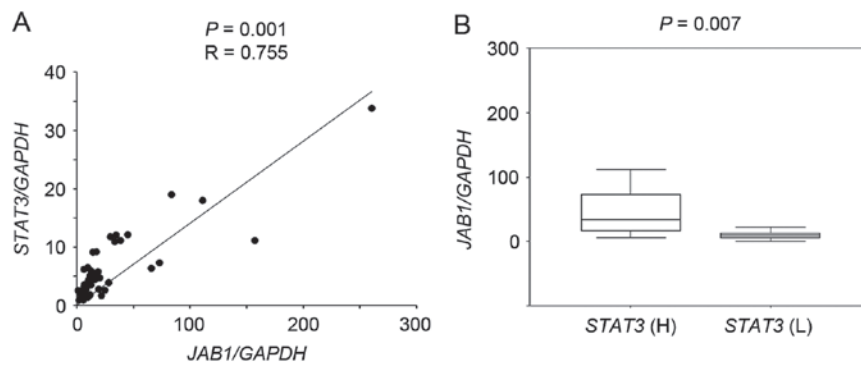 A
P = 0.001
R = 0.755
STAT3/GAPDH
40
30
20
10
0
0
100
200
300
JAB1/GAPDH
B
P = 0.007
JAB1/GAPDH
300
200
100
0
STAT3 (H)
STAT3 (L)